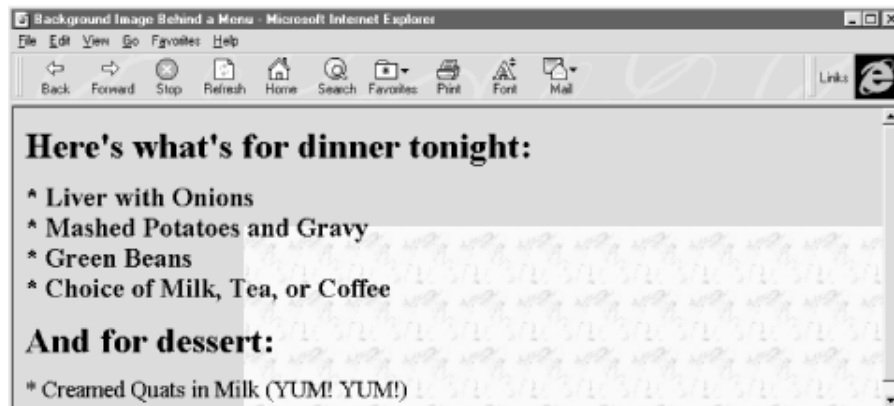 Background Image Behind a Menu - Microsoft Internet Explorer
File Edit View Go Favorites Help
Back Forward Stop Refresh Home Search Favorites Print Font Mail Links
Here's what's for dinner tonight:
* Liver with Onions
* Mashed Potatoes and Gravy
* Green Beans
* Choice of Milk, Tea, or Coffee
And for dessert:
* Creamed Quats in Milk (YUM! YUM!)